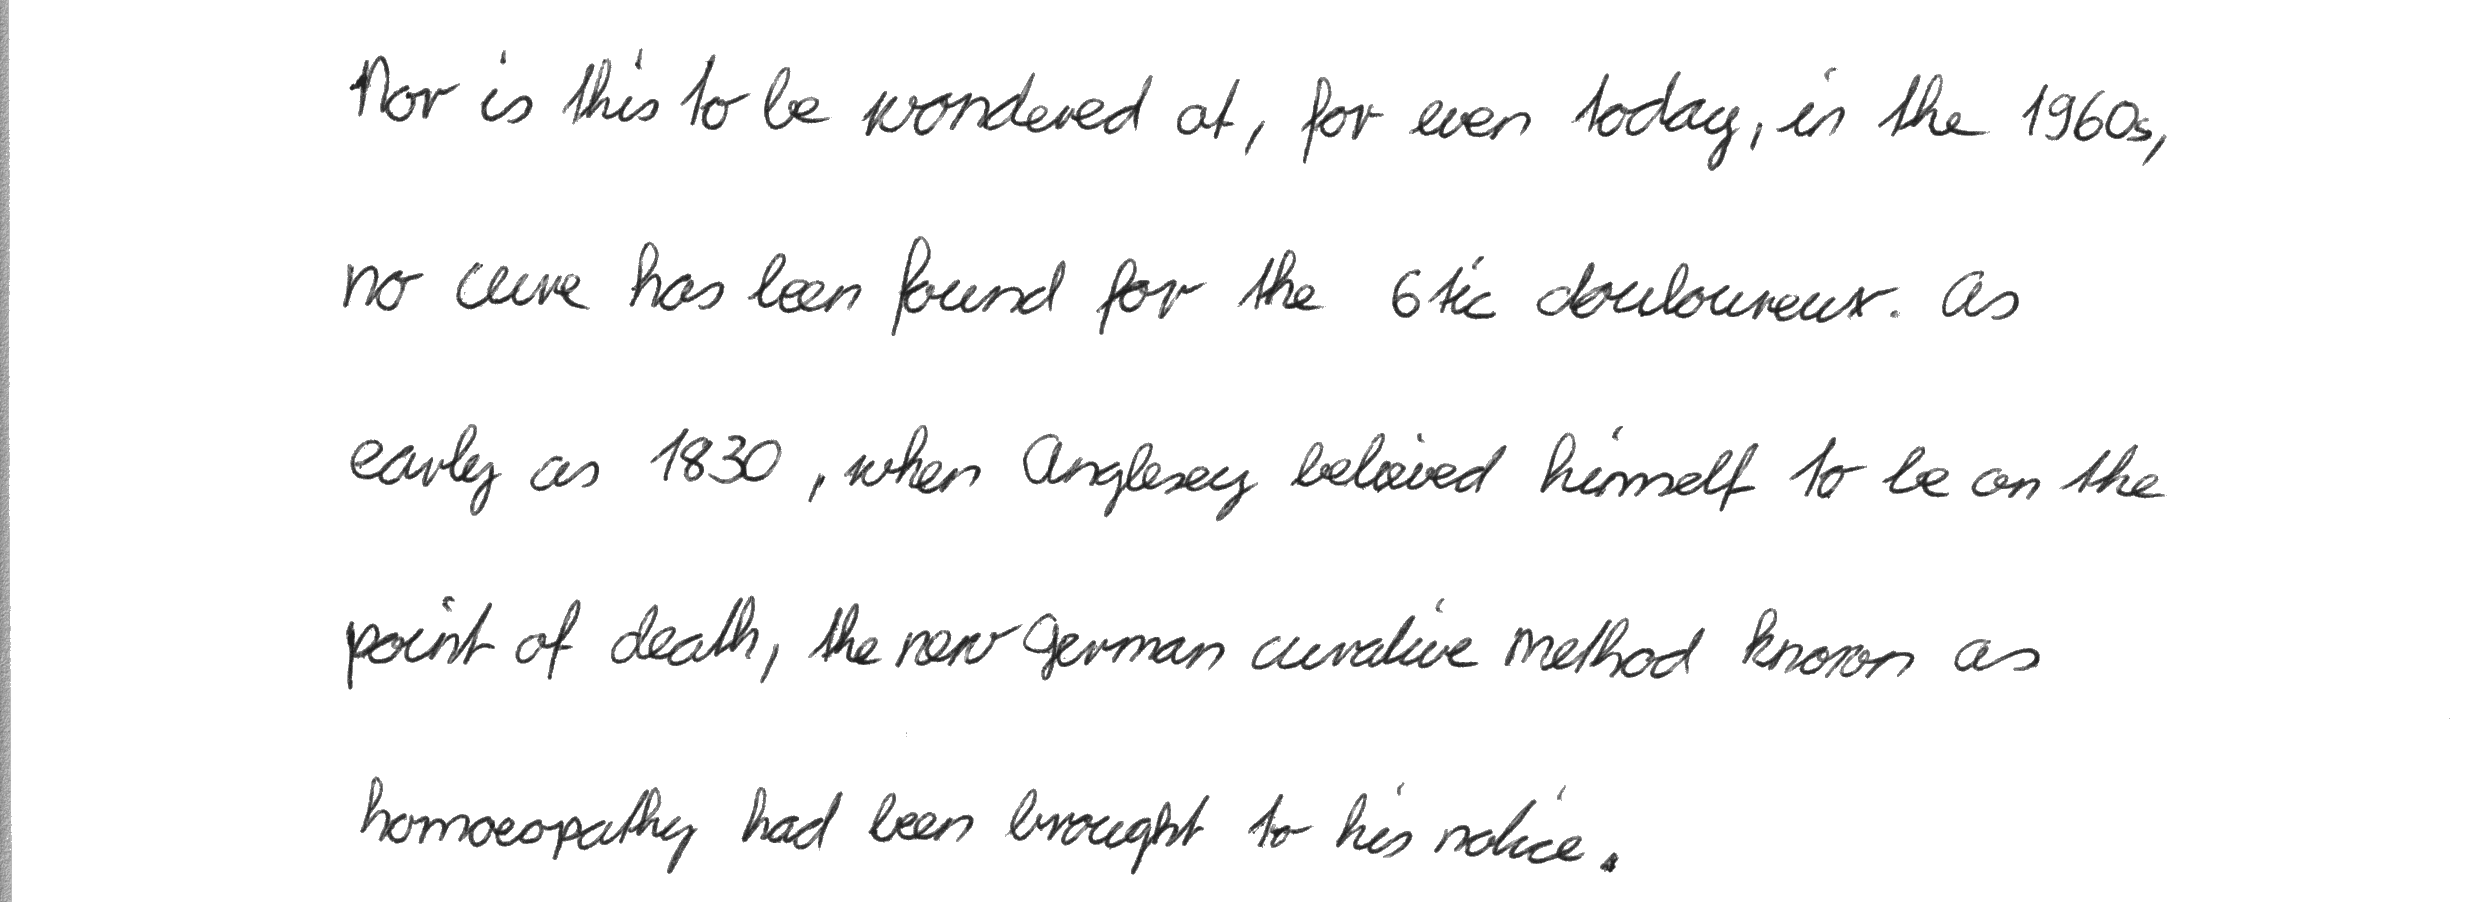 Nor is this to be wondered at, for even today, in the 1960s,
no cure has been found for the 6tic douloureux. As
early as 1830, when Anglesey believed himself to be on the
point of death, the new German curative method known as
homoeopathy had been brought to his notice.